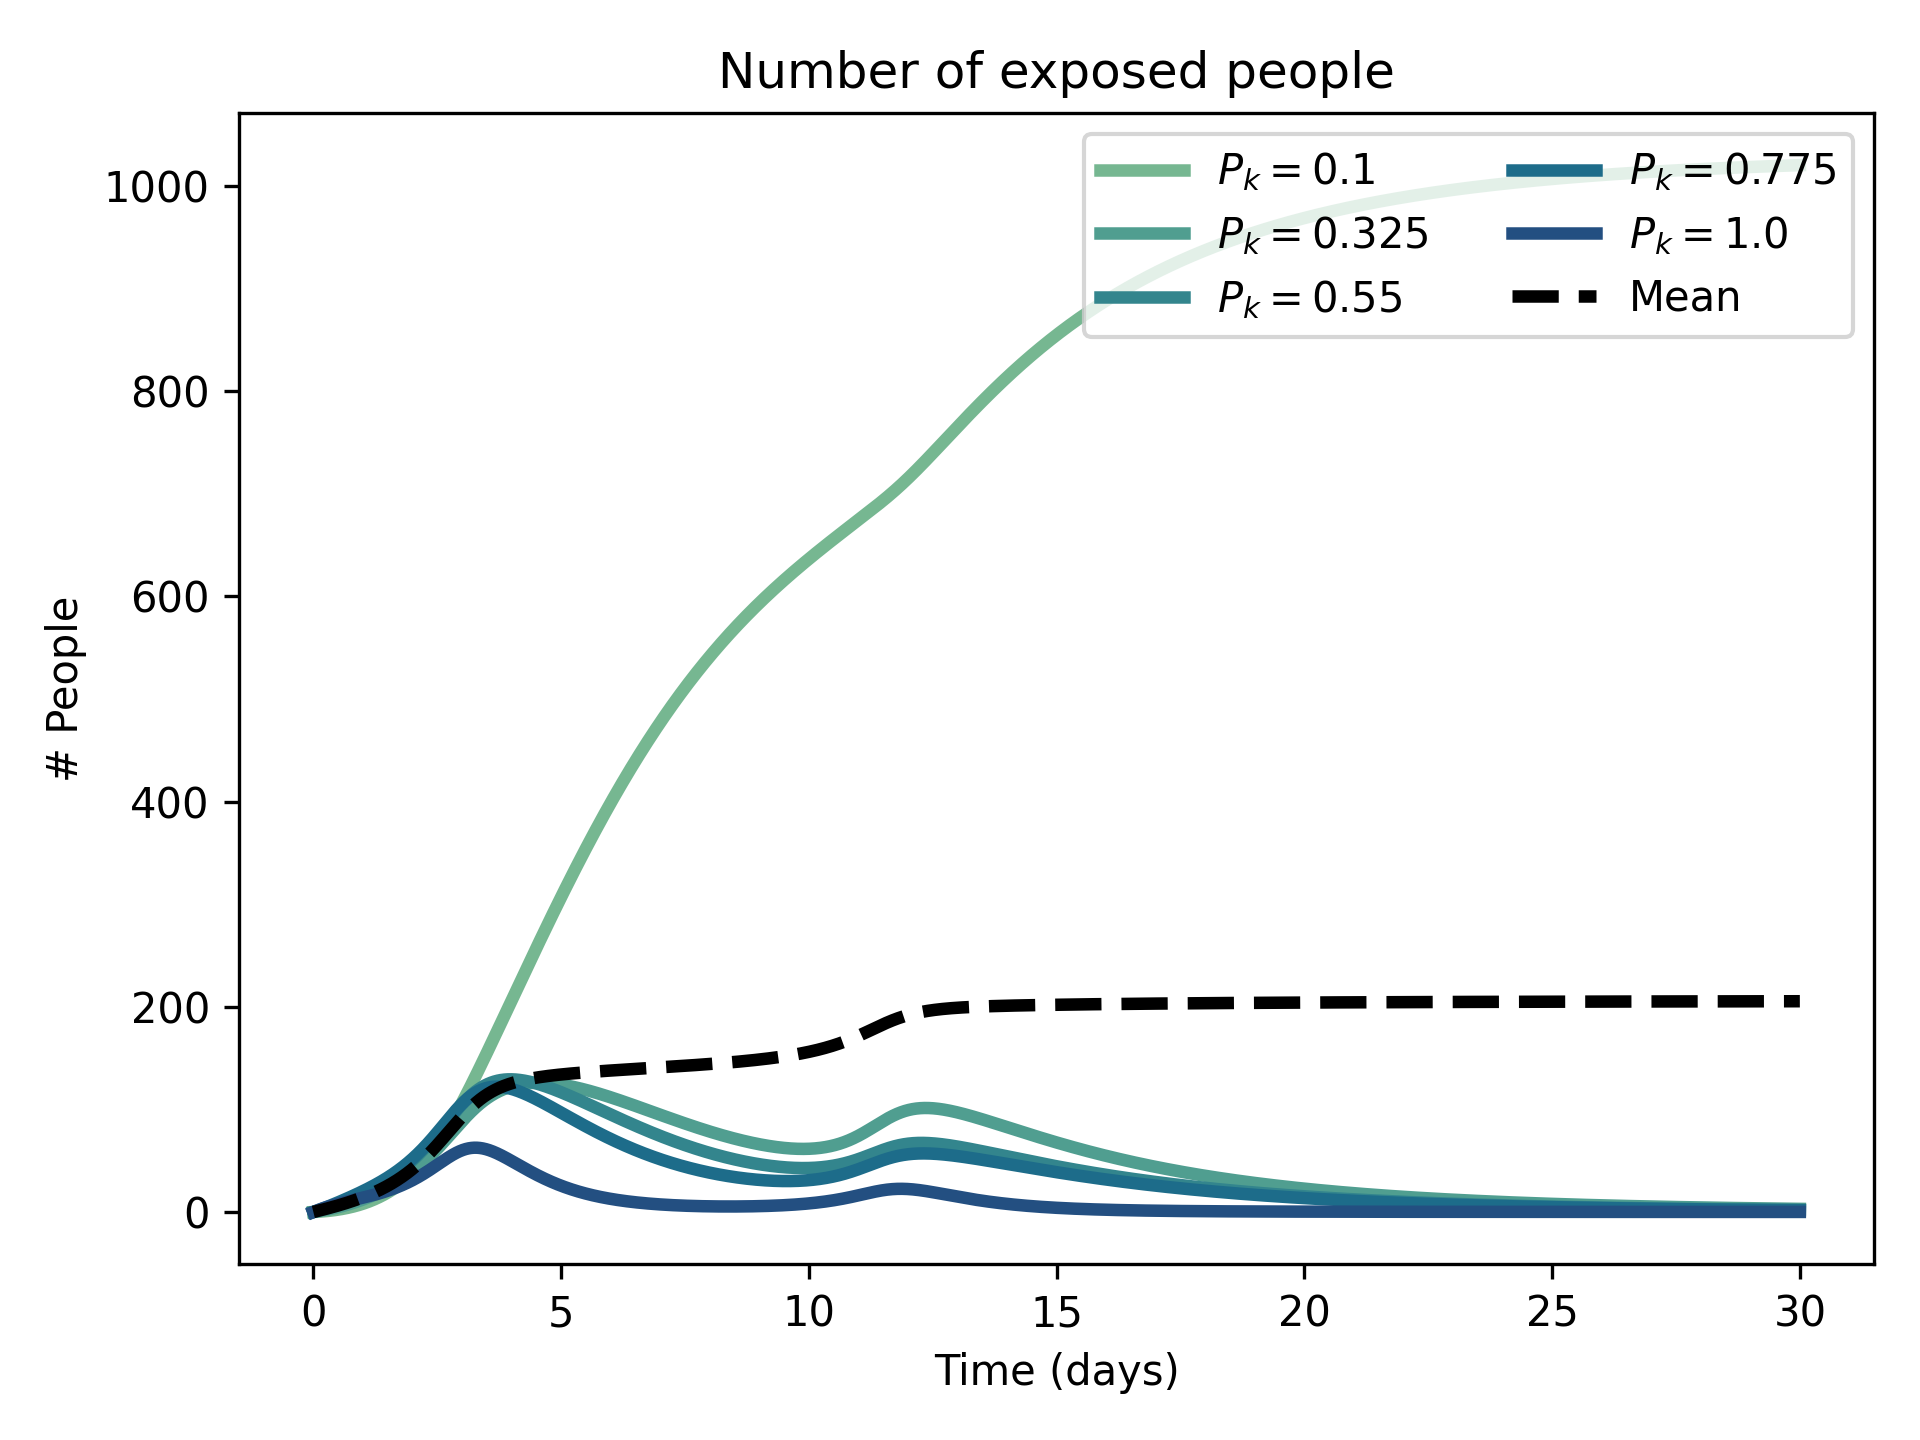 Number of exposed people
P_k = 0.1
P_k = 0.325
P_k = 0.55
P_k = 0.775
P_k = 1.0
Mean
# People
1000
800
600
400
200
0
0 5 10 15 20 25 30
Time (days)